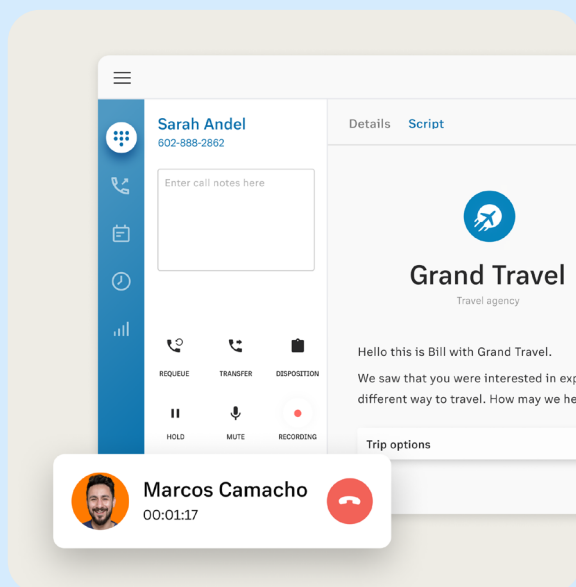 Sarah Andel
602-888-2862
Enter call notes here
REQUEUE
TRANSFER
DISPOSITION
HOLD
MUTE
RECORDING
Details
Script
Grand Travel
Travel agency
Hello this is Bill with Grand Travel.
We saw that you were interested in exp
different way to travel. How may we he
Trip options
Marcos Camacho
00:01:17